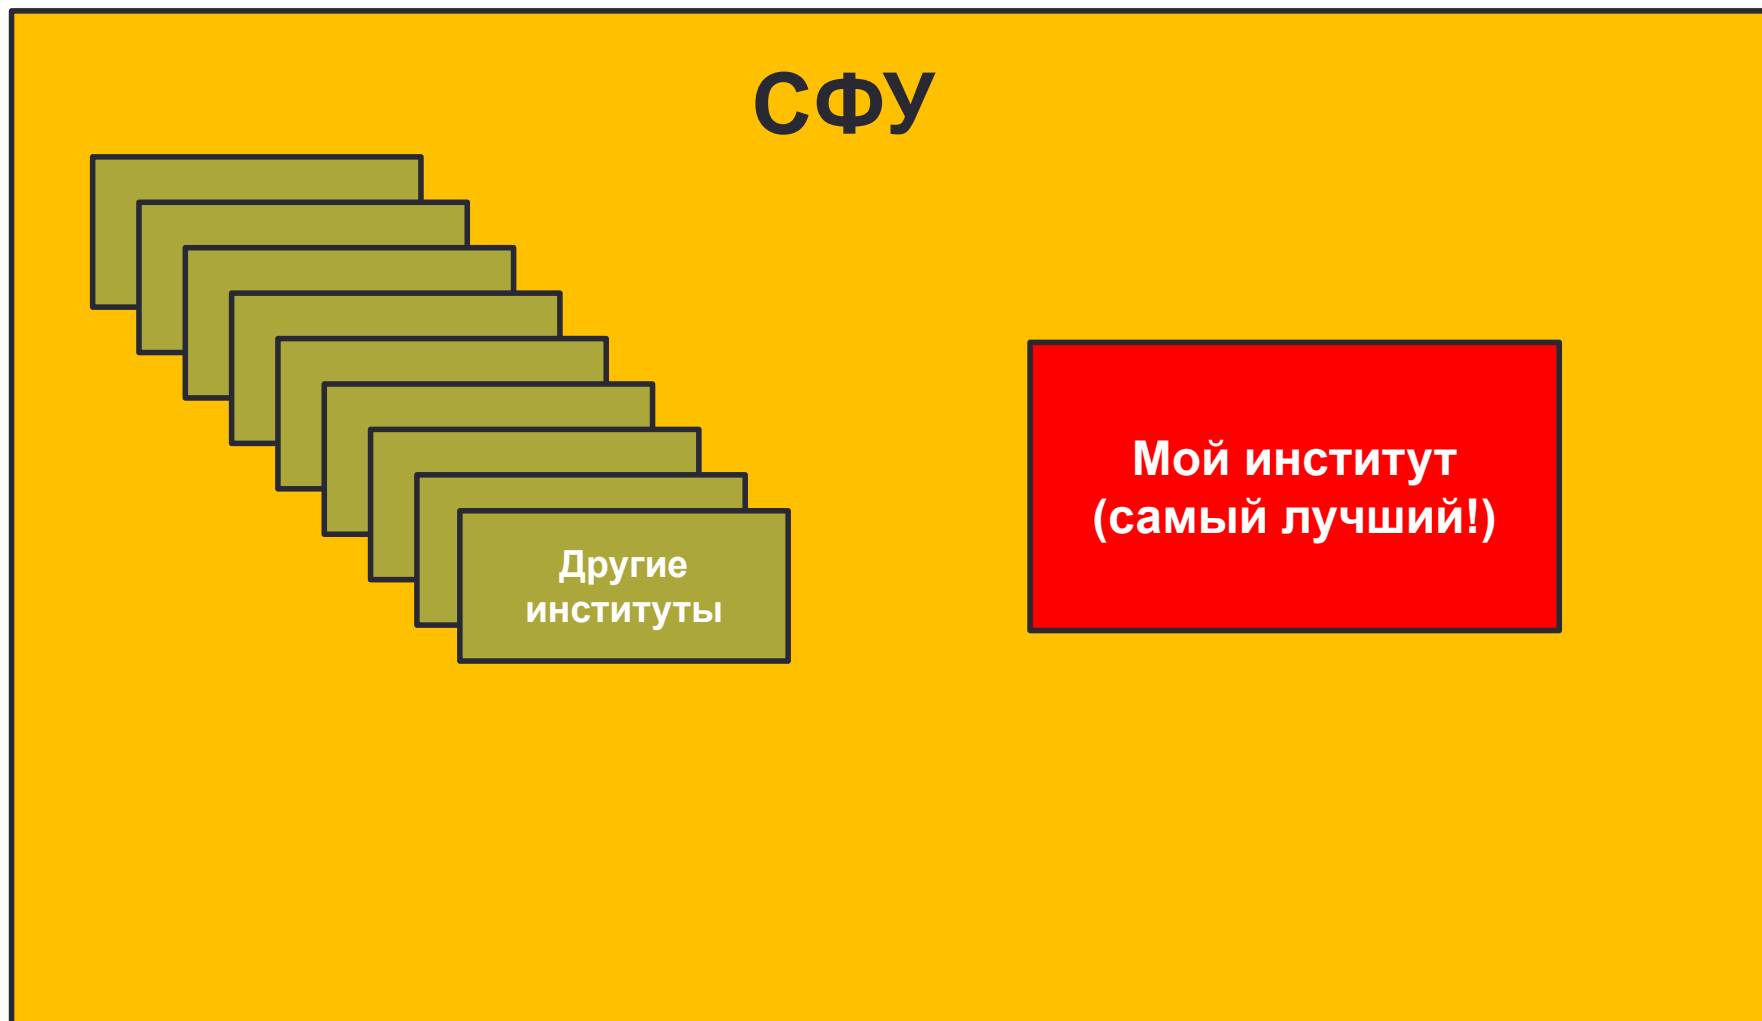 СФУ
Другие
институты
Мой институт
(самый лучший!)